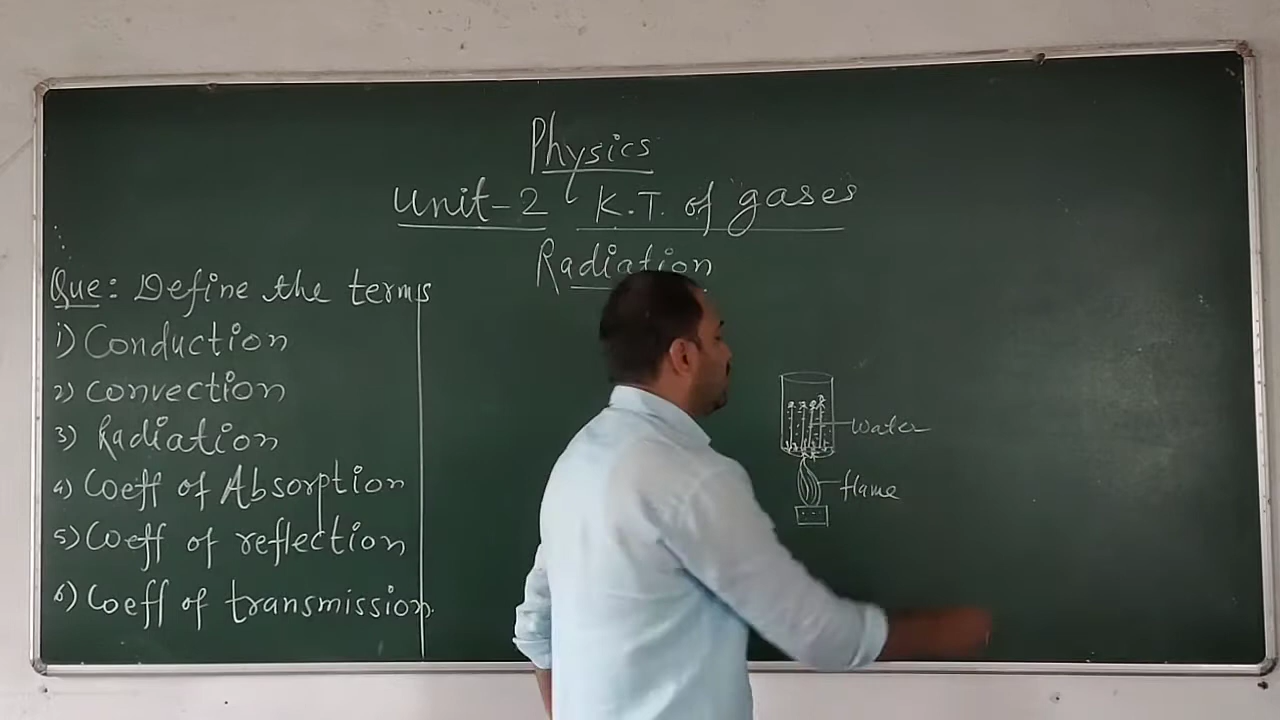 Physics
Unit-2 K.T. of gases
Radiation
Que: Define the terms
1) Conduction
2) Convection
3) Radiation
4) Coeff of Absorption
5) Coeff of reflection
6) Coeff of transmission.
Water
flame